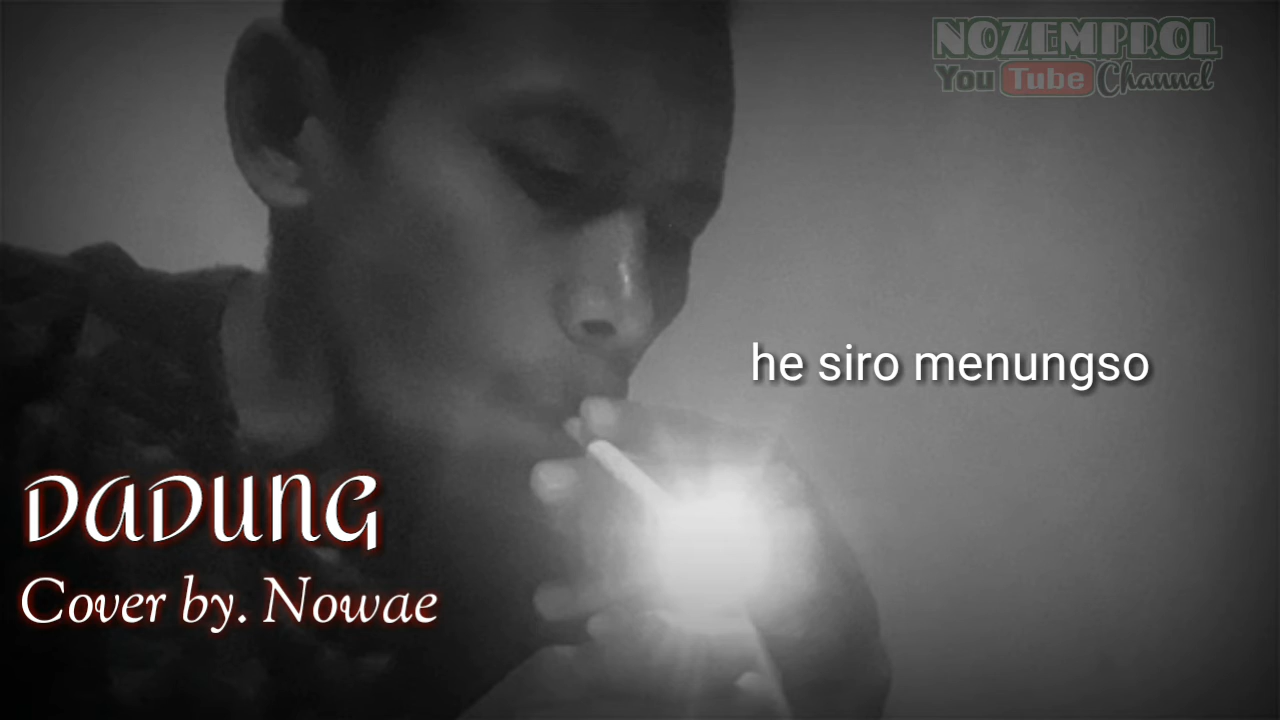 NOZEMPROL
YouTube Channel
he siro menungso
DADUNG
Cover by. Nowae